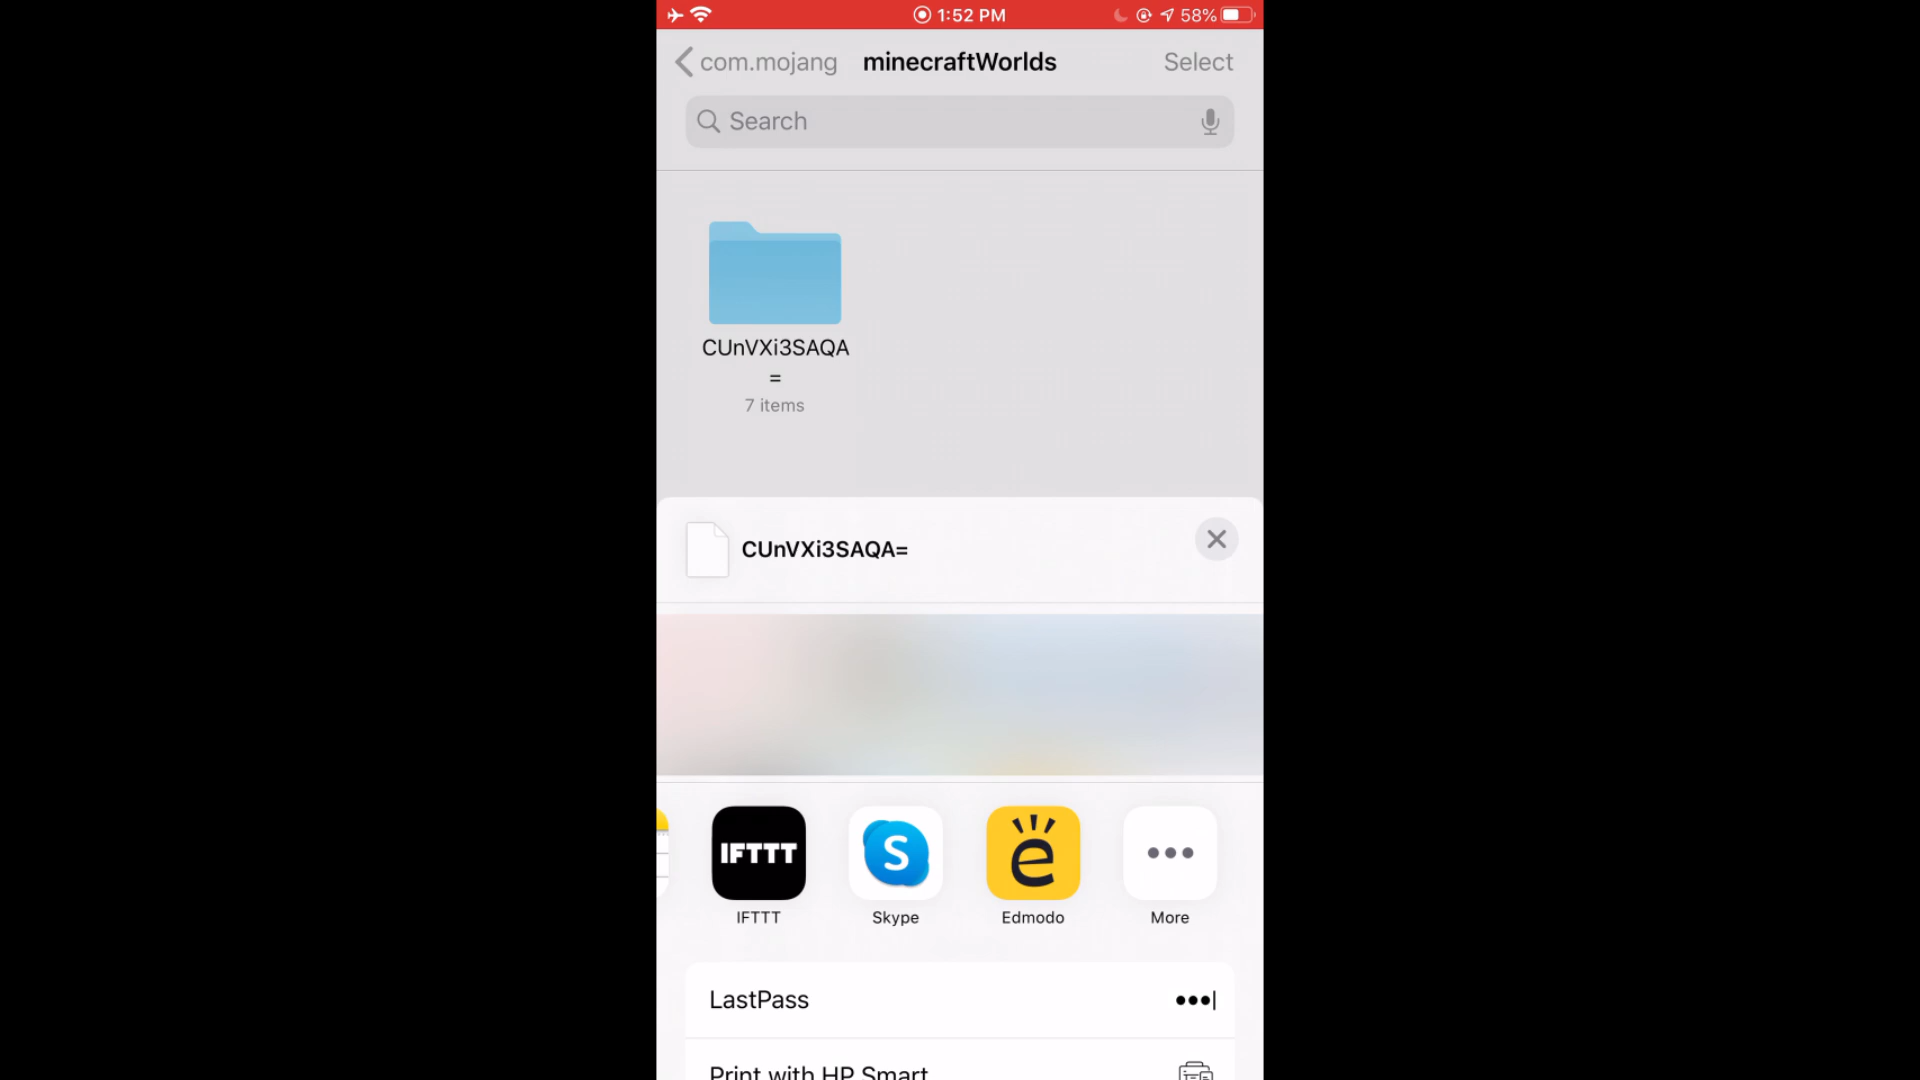 1:52 PM
58%
com.mojang
minecraftWorlds
Select
Search
CUnVXi3SAQA
=
7 items
CUnVXi3SAQA=
IFTTT
S
e
IFTTT
Skype
Edmodo
More
LastPass
Print with HP Smart